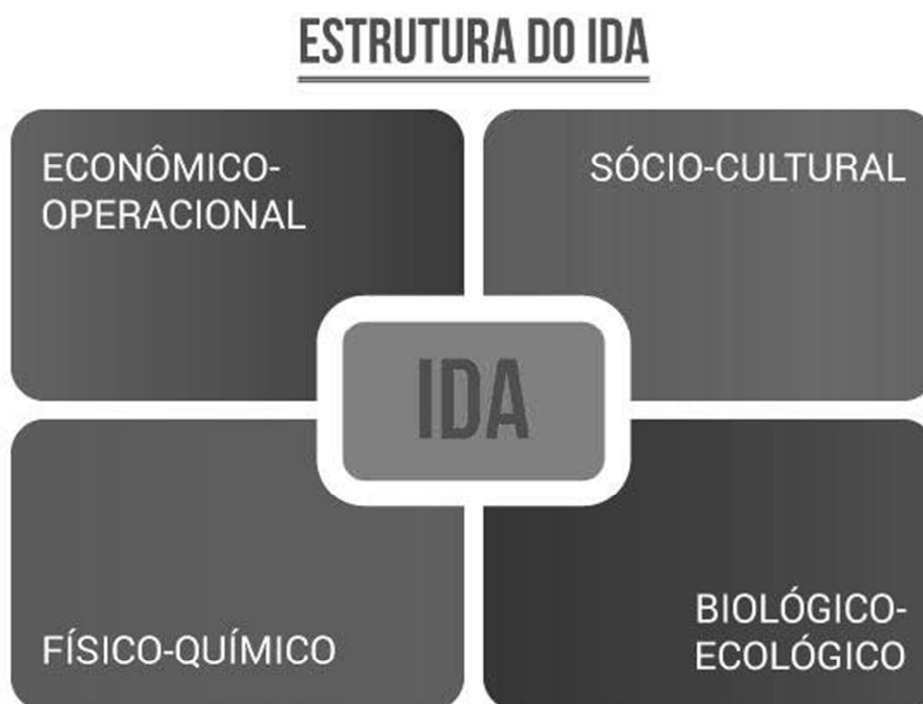 ESTRUTURA DO IDA
ECONÔMICO-
OPERACIONAL
SÓCIO-CULTURAL
IDA
FÍSICO-QUÍMICO
BIOLÓGICO-
ECOLÓGICO